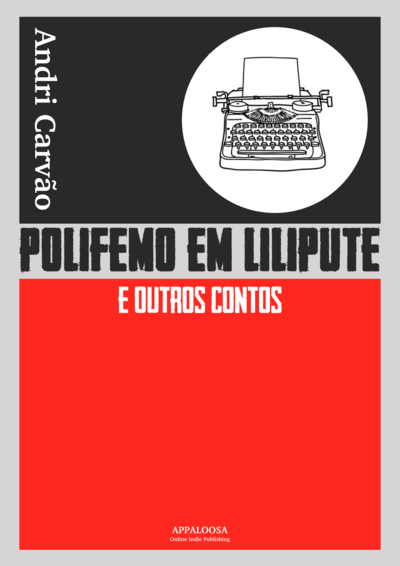 Andri Carvão
POLIFEMO EM LILIPUTE
E OUTROS CONTOS
APPALOOSA
Online Indie Publishing